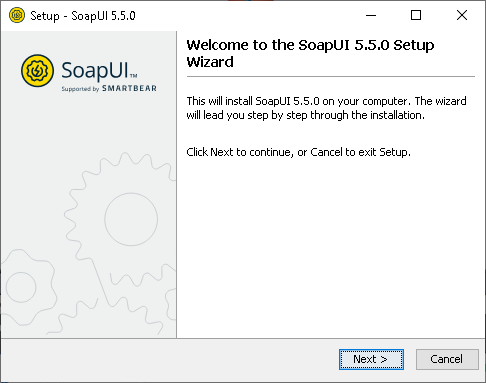 Setup - SoapUI 5.5.0
SoapUI™
Supported by SMARTBEAR
Welcome to the SoapUI 5.5.0 Setup
Wizard
This will install SoapUI 5.5.0 on your computer. The wizard
will lead you step by step through the installation.
Click Next to continue, or Cancel to exit Setup.
Next >
Cancel